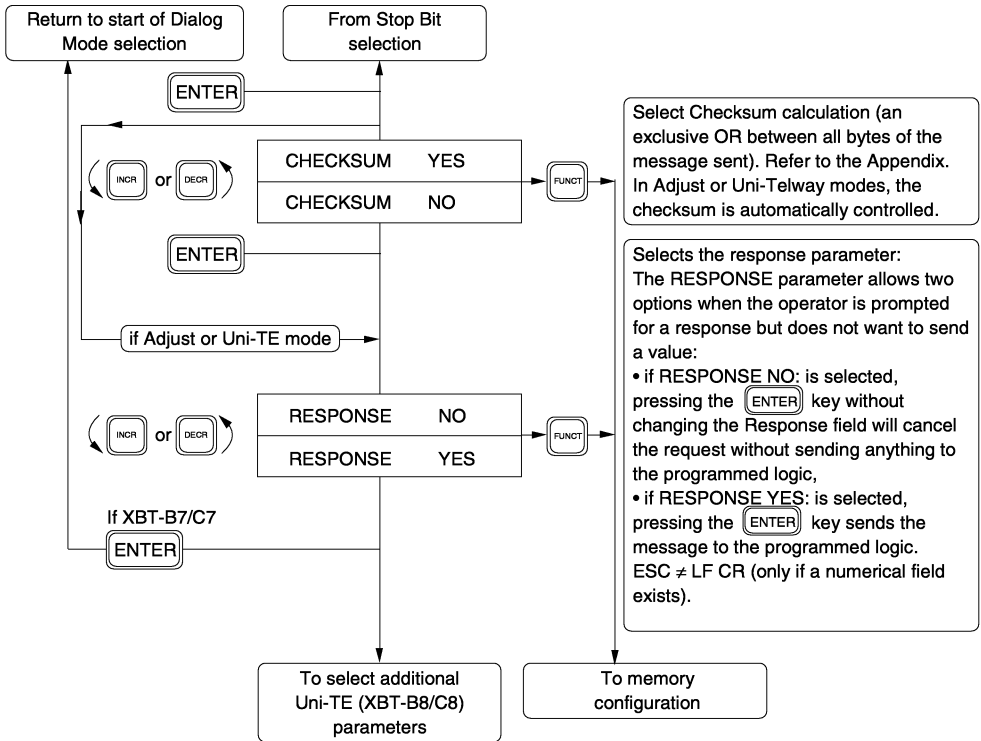 Return to start of Dialog
Mode selection
From Stop Bit
selection
ENTER
INCR or DECR
CHECKSUM YES
CHECKSUM NO
FUNCT
Select Checksum calculation (an
exclusive OR between all bytes of the
message sent). Refer to the Appendix.
In Adjust or Uni-Telway modes, the
checksum is automatically controlled.
ENTER
if Adjust or Uni-TE mode
INCR or DECR
RESPONSE NO
RESPONSE YES
FUNCT
Selects the response parameter:
The RESPONSE parameter allows two
options when the operator is prompted
for a response but does not want to send
a value:
• if RESPONSE NO: is selected,
pressing the ENTER key without
changing the Response field will cancel
the request without sending anything to
the programmed logic,
• if RESPONSE YES: is selected,
pressing the ENTER key sends the
message to the programmed logic.
ESC ≠ LF CR (only if a numerical field
exists).
If XBT-B7/C7
ENTER
To select additional
Uni-TE (XBT-B8/C8)
parameters
To memory
configuration